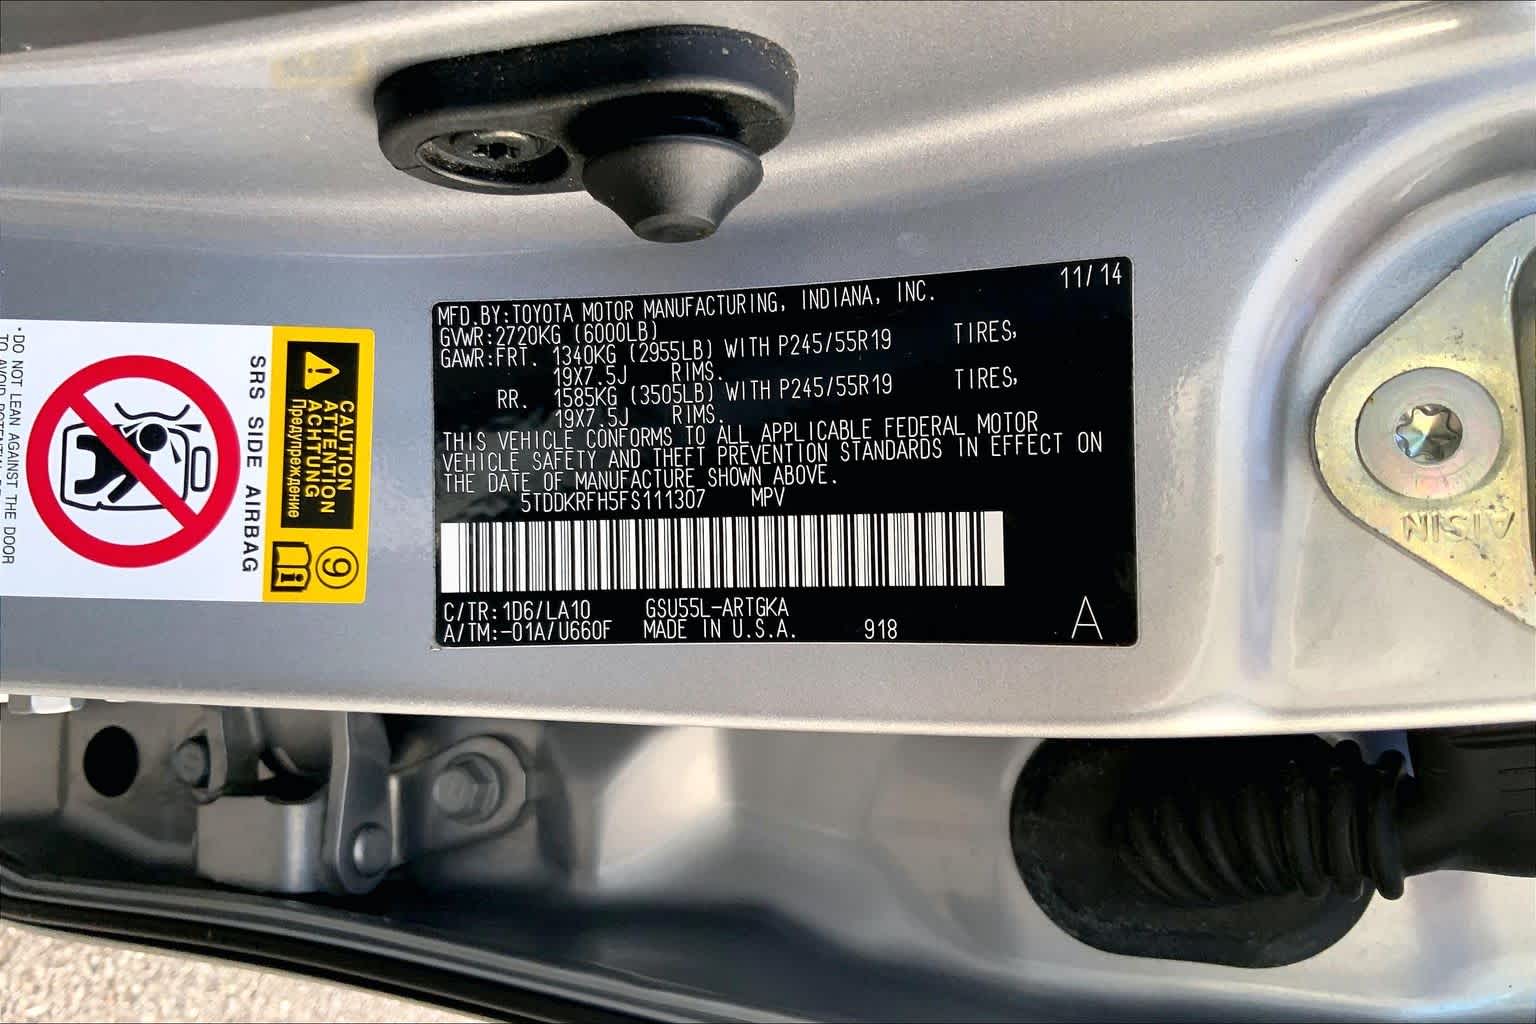 MFD.BY:TOYOTA MOTOR MANUFACTURING, INDIANA, INC. 11/14
GVWR:2720KG (6000LB)
GAWR:FRT. 1340KG (2955LB) WITH P245/55R19 TIRES,
19X7.5J RIMS.
RR. 1585KG (3505LB) WITH P245/55R19 TIRES,
19X7.5J RIMS.
THIS VEHICLE CONFORMS TO ALL APPLICABLE FEDERAL MOTOR
VEHICLE SAFETY AND THEFT PREVENTION STANDARDS IN EFFECT ON
THE DATE OF MANUFACTURE SHOWN ABOVE.
5TDDKRFH5FS111307 MPV
C/TR:1D6/LA10 GSU55L-ARTGKA
A/TM:-01A/U660F MADE IN U.S.A. 918 A
CAUTION
ATTENTION
ACHTUNG
Предупреждение
9
i
SRS SIDE AIRBAG
*DO NOT LEAN AGAINST THE DOOR
TO AVOID
AISIN